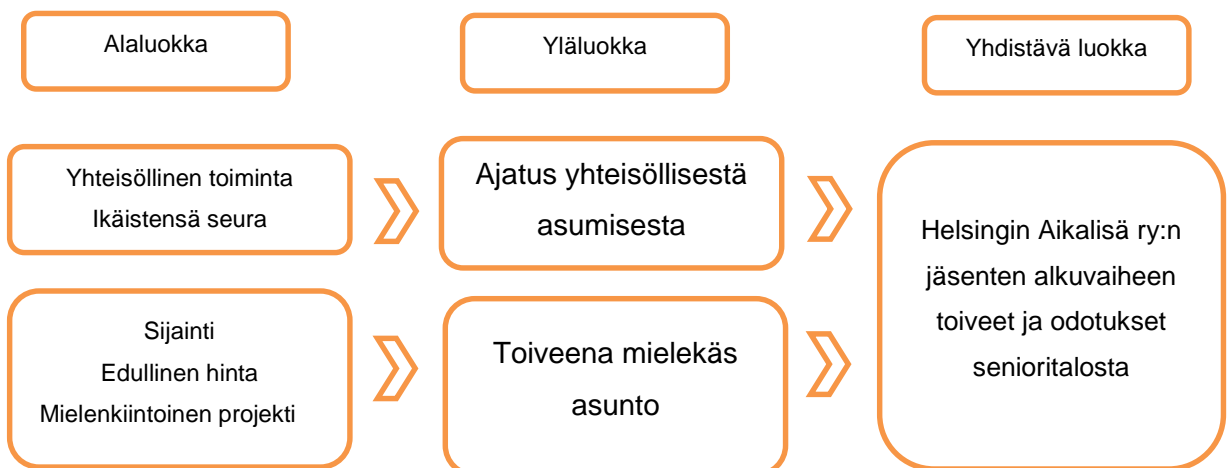 Alaluokka
Yläluokka
Yhdistävä luokka
Yhteisöllinen toiminta
Ikäistensä seura
Ajatus yhteisöllisestä
asumisesta
Sijainti
Edullinen hinta
Mielenkiintoinen projekti
Toiveena mielekäs
asunto
Helsingin Aikalisä ry:n
jäsenten alkuvaiheen
toiveet ja odotukset
senioritalosta